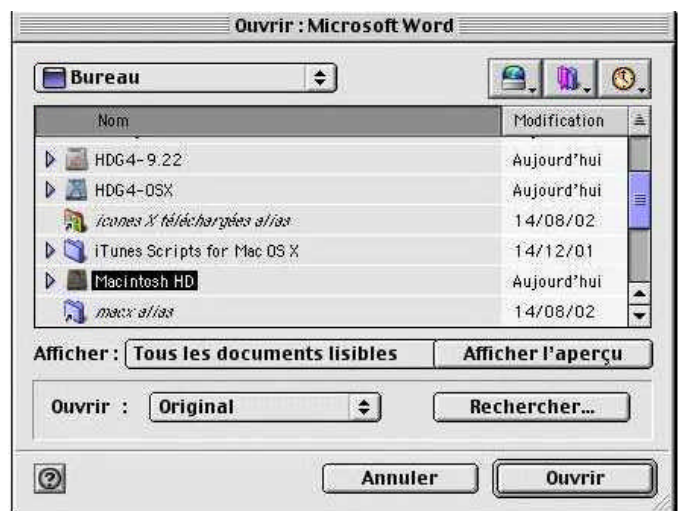 Ouvrir : Microsoft Word
Bureau
Nom Modification
HDG4-9.22 Aujourd'hui
HDG4-OSX Aujourd'hui
icones X téléchargées alias 14/08/02
iTunes Scripts for Mac OS X 14/12/01
Macintosh HD Aujourd'hui
macx alias 14/08/02
Afficher : Tous les documents lisibles Afficher l'aperçu
Ouvrir : Original Rechercher...
? Annuler Ouvrir